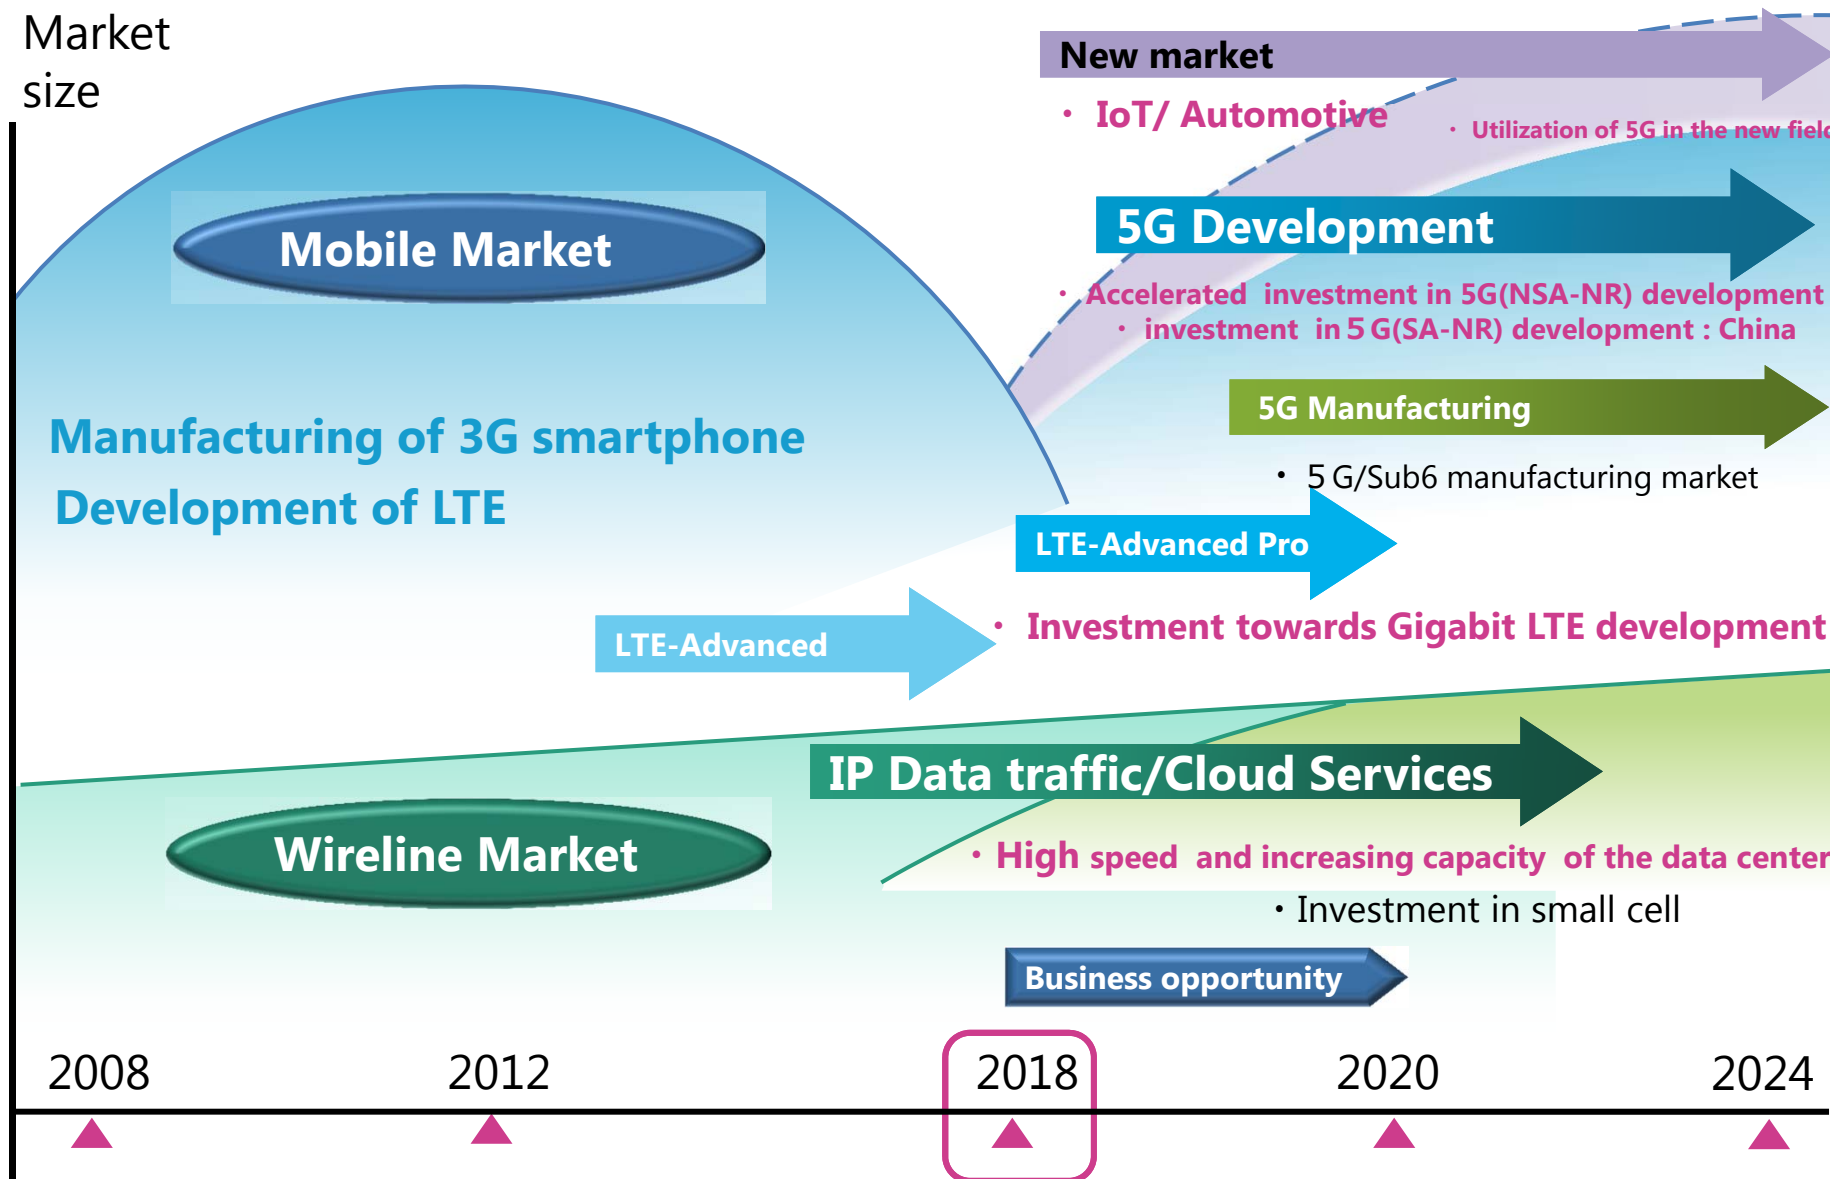 Market
size
New market
・ IoT/ Automotive
・ Utilization of 5G in the new field
Mobile Market
5G Development
・ Accelerated investment in 5G(NSA-NR) development
・ investment in 5 G(SA-NR) development : China
5G Manufacturing
・ 5 G/Sub6 manufacturing market
Manufacturing of 3G smartphone
Development of LTE
LTE-Advanced Pro
・ Investment towards Gigabit LTE development
LTE-Advanced
IP Data traffic/Cloud Services
Wireline Market
・High speed and increasing capacity of the data center
・Investment in small cell
Business opportunity
2008 2012 2018 2020 2024